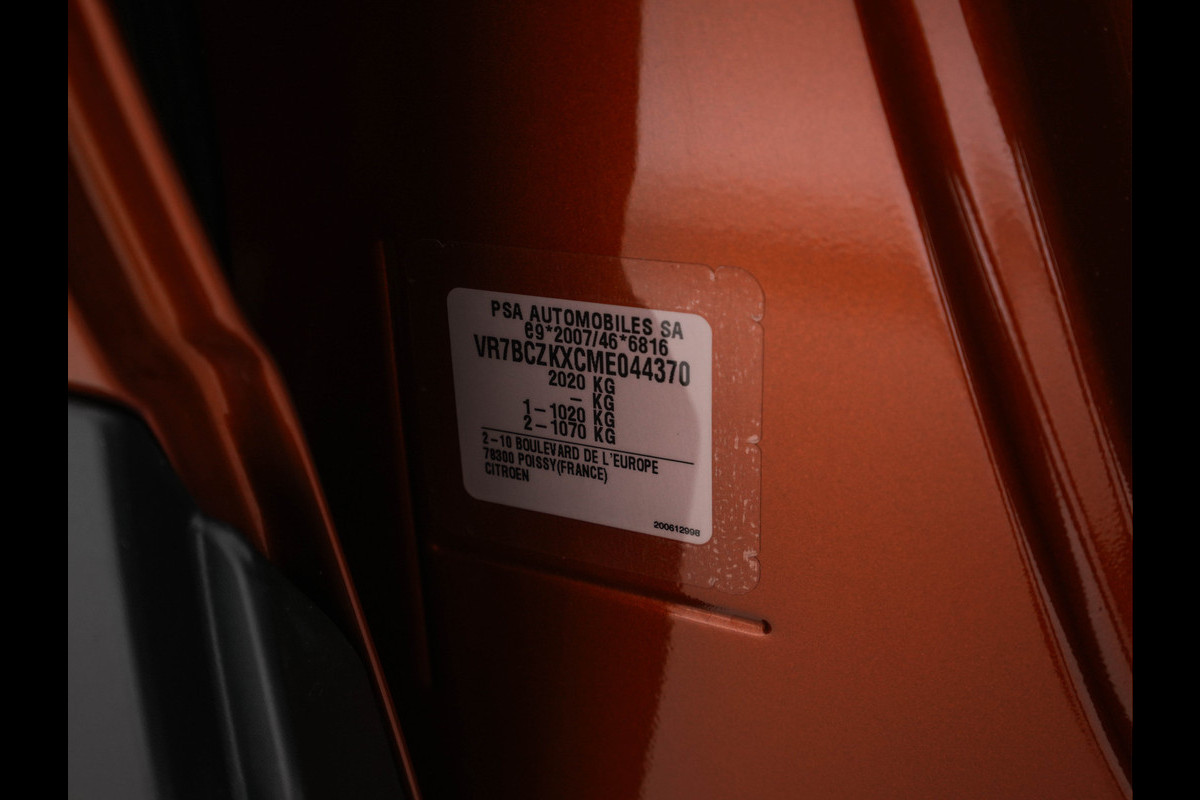 PSA AUTOMOBILES SA
e9*2007/46*6816
VR7BCZKXCME044370
2020 KG
– KG
1–1020 KG
2–1070 KG
2–10 BOULEVARD DE L'EUROPE
78300 POISSY(FRANCE)
CITROEN
200612998